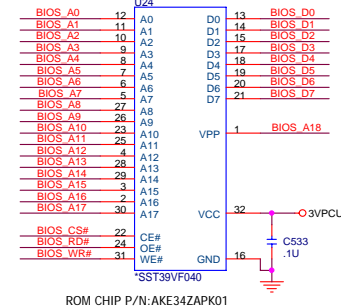 U24
BIOS_A0 12 A0 D0 13 BIOS_D0
BIOS_A1 11 A1 D1 14 BIOS_D1
BIOS_A2 10 A2 D2 15 BIOS_D2
BIOS_A3 9 A3 D3 17 BIOS_D3
BIOS_A4 8 A4 D4 18 BIOS_D4
BIOS_A5 7 A5 D5 19 BIOS_D5
BIOS_A6 6 A6 D6 20 BIOS_D6
BIOS_A7 5 A7 D7 21 BIOS_D7
BIOS_A8 27 A8
BIOS_A9 26 A9
BIOS_A10 23 A10 VPP 1 BIOS_A18
BIOS_A11 25 A11
BIOS_A12 4 A12
BIOS_A13 28 A13
BIOS_A14 29 A14
BIOS_A15 3 A15
BIOS_A16 2 A16
BIOS_A17 30 A17 VCC 32 3VPCU
BIOS_CS# 22 CE#
BIOS_RD# 24 OE#
BIOS_WR# 31 WE# GND 16
C533
.1U
*SST39VF040
ROM CHIP P/N:AKE34ZAPK01